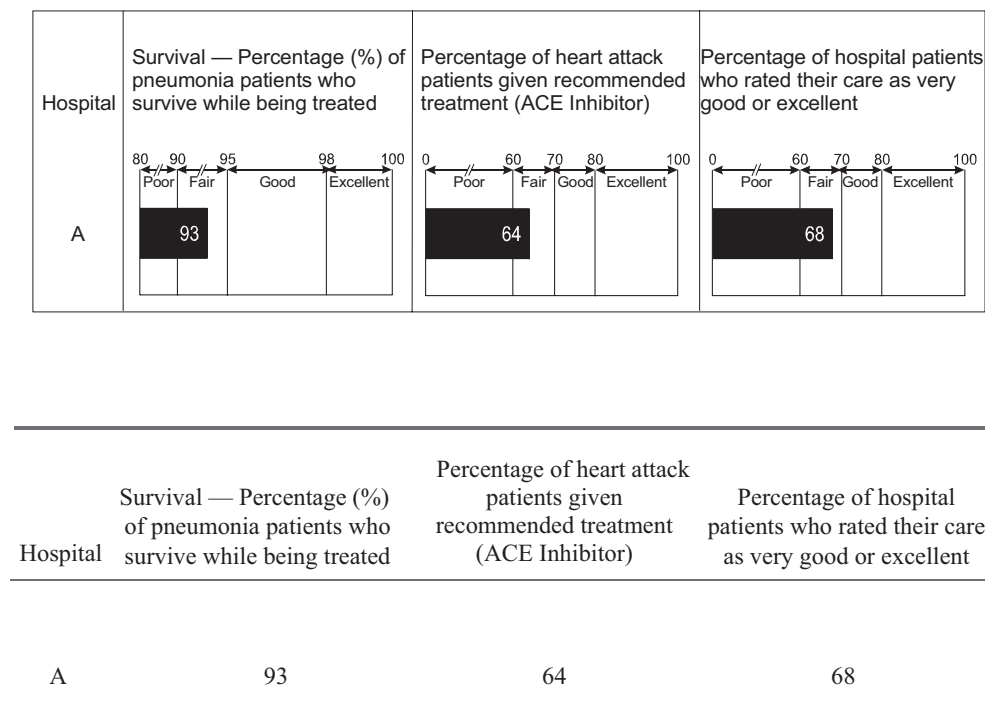 Hospital
Survival — Percentage (%) of
pneumonia patients who
survive while being treated
Percentage of heart attack
patients given recommended
treatment (ACE Inhibitor)
Percentage of hospital patients
who rated their care as very
good or excellent
80 90 95 98 100
Poor Fair Good Excellent
0 60 70 80 100
Poor Fair Good Excellent
0 60 70 80 100
Poor Fair Good Excellent
A 93 64 68
Hospital
Survival — Percentage (%)
of pneumonia patients who
survive while being treated
Percentage of heart attack
patients given
recommended treatment
(ACE Inhibitor)
Percentage of hospital
patients who rated their care
as very good or excellent
A 93 64 68